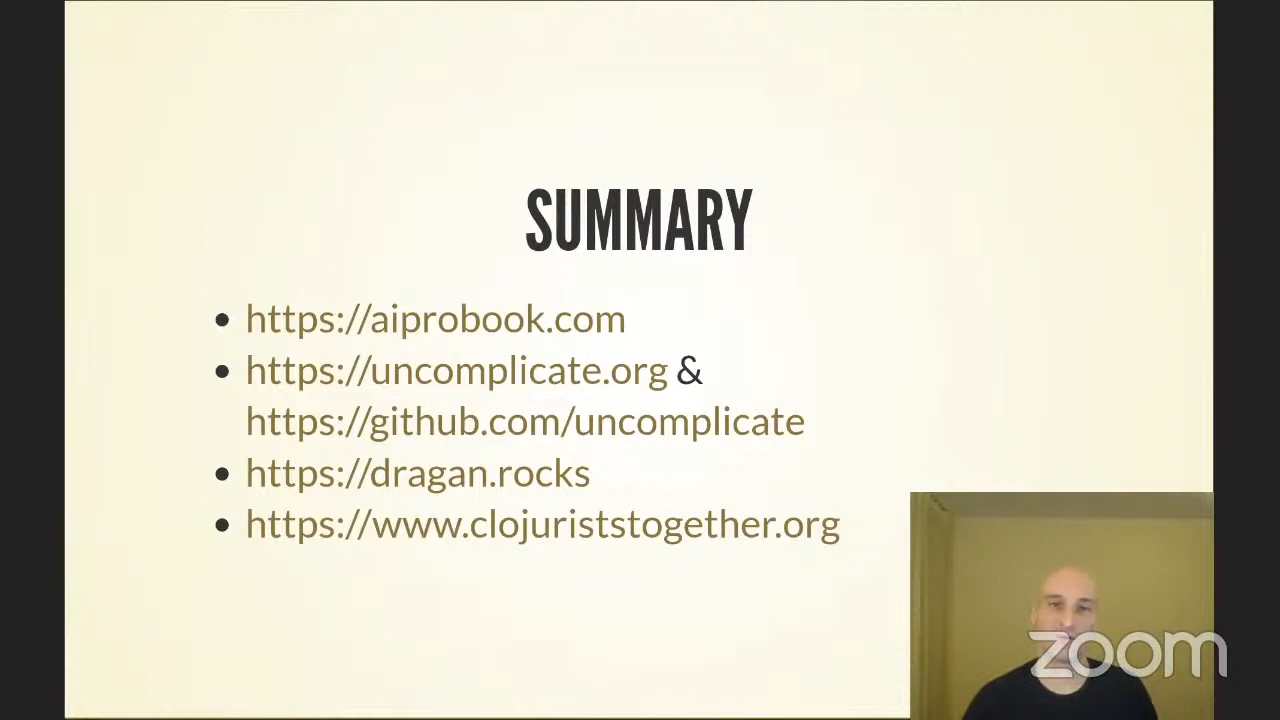 SUMMARY
https://aiprobook.com
https://uncomplicate.org &
https://github.com/uncomplicate
https://dragan.rocks
https://www.clojuriststogether.org
zoom